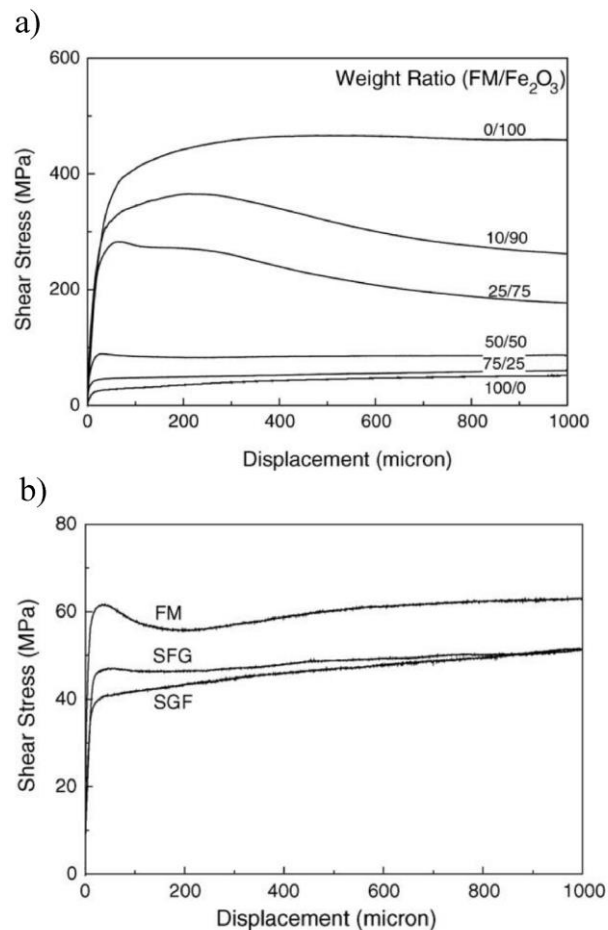 a)
600
Weight Ratio (FM/Fe₂O₃)
0/100
400
10/90
25/75
200
50/50
75/25
100/0
0
0 200 400 600 800 1000
Shear Stress (MPa)
Displacement (micron)
b)
80
FM
60
SFG
40
SGF
20
0
0 200 400 600 800 1000
Shear Stress (MPa)
Displacement (micron)